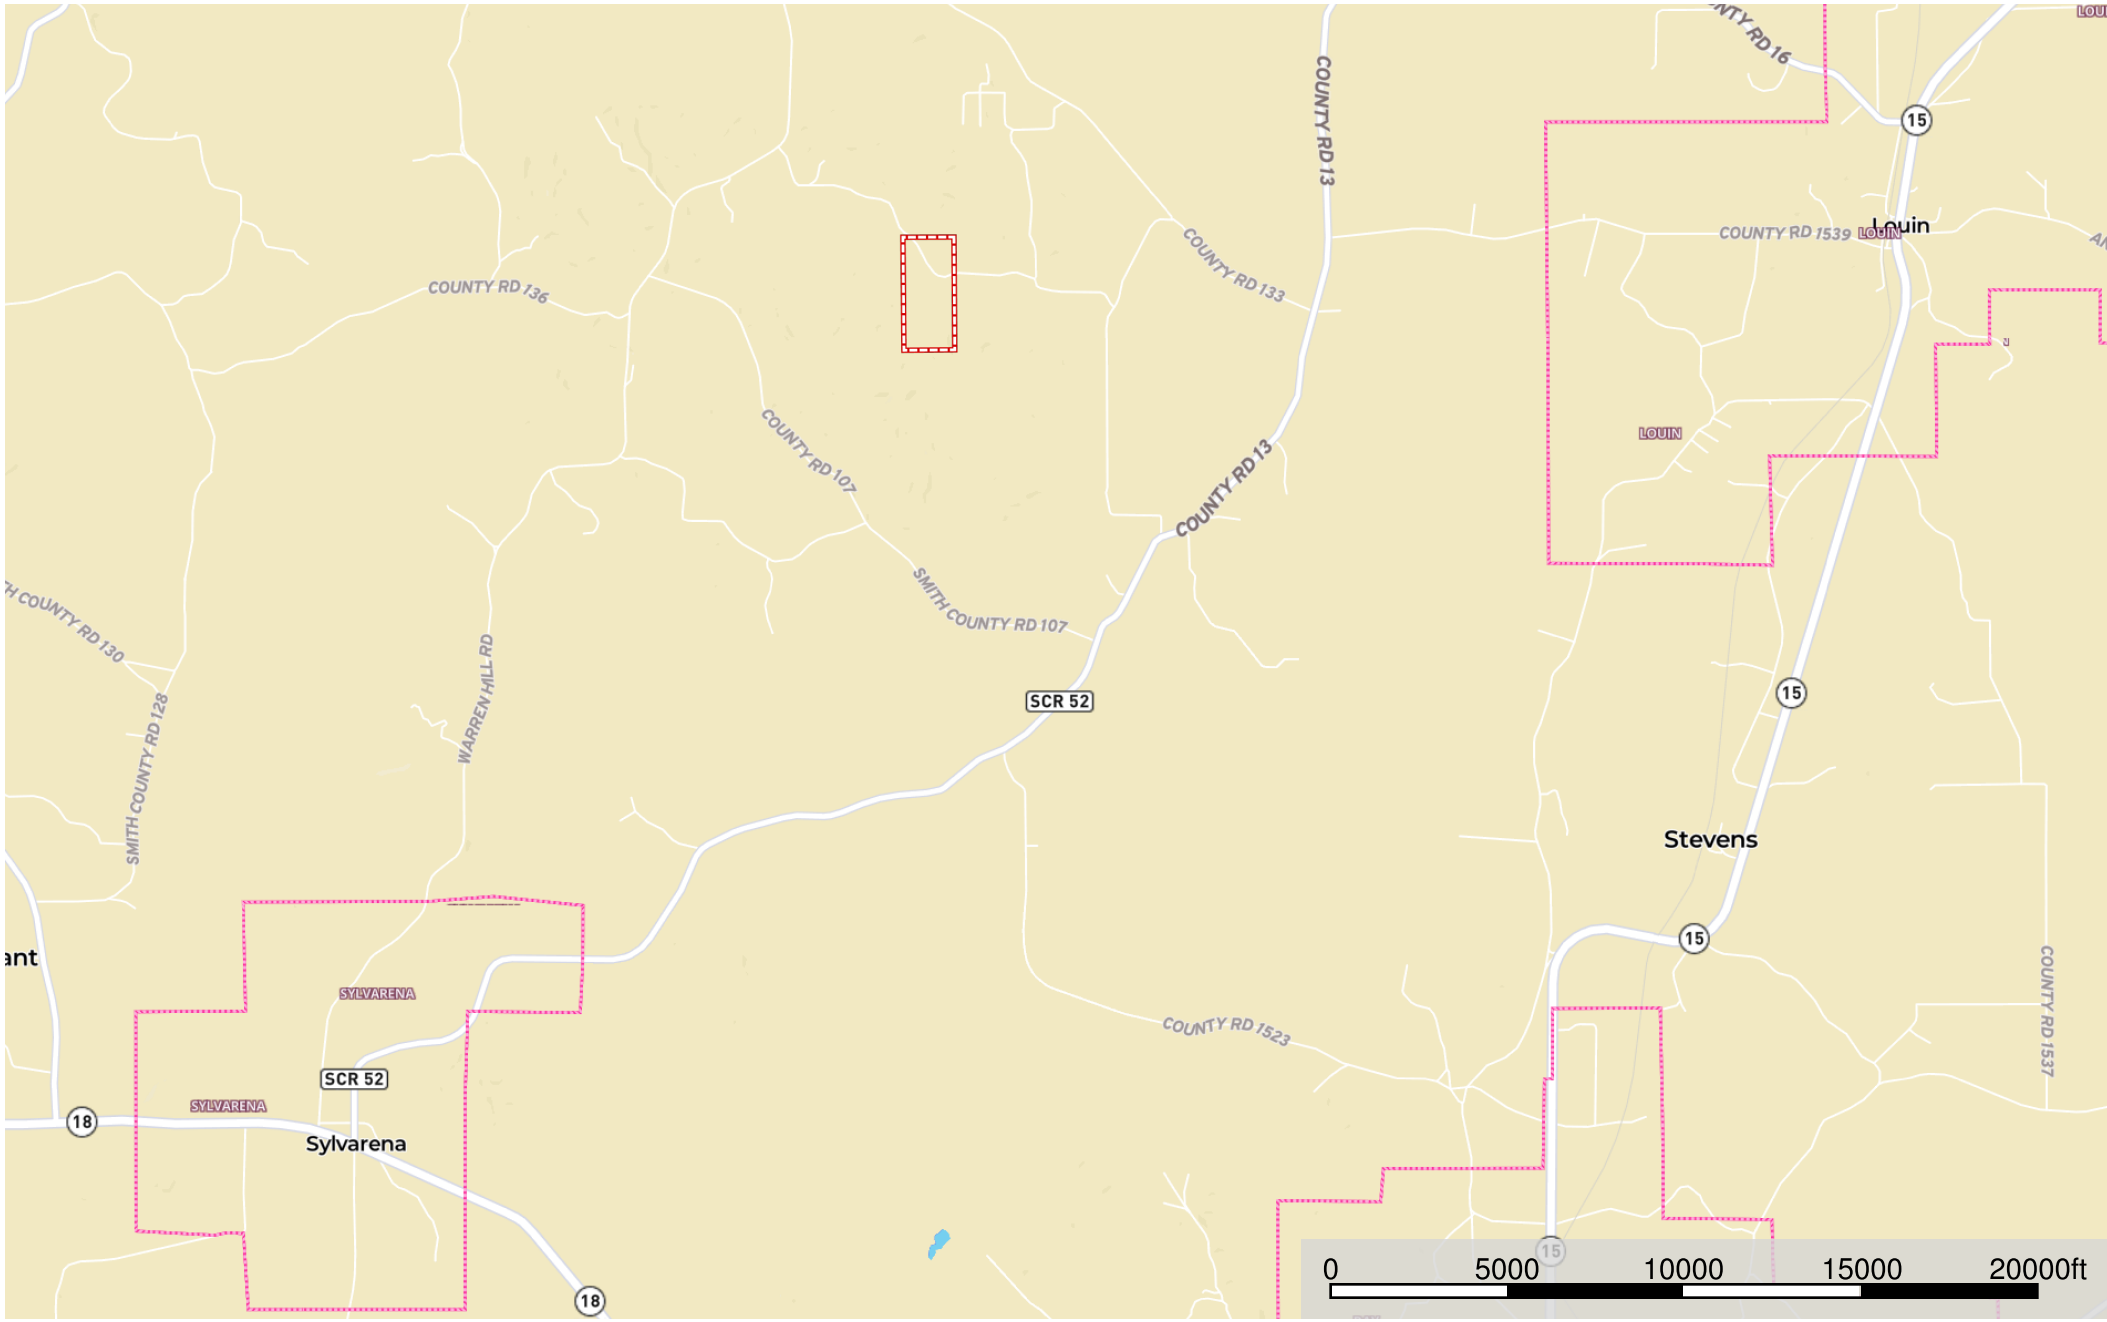 NTY RD 16
LOU
COUNTY RD 13
15
COUNTY RD 133
COUNTY RD 1539
Louin
LOUIN
AN
COUNTY RD 136
COUNTY RD 107
LOUIN
COUNTY RD 13
TH COUNTY RD 130
SMITH COUNTY RD 107
WARREN HILL RD
SCR 52
15
SMITH COUNTY RD 128
Stevens
ant
15
SYLVARENA
COUNTY RD 1523
COUNTY RD 1537
SCR 52
SYLVARENA
18
Sylvarena
15
18
0 5000 10000 15000 20000ft